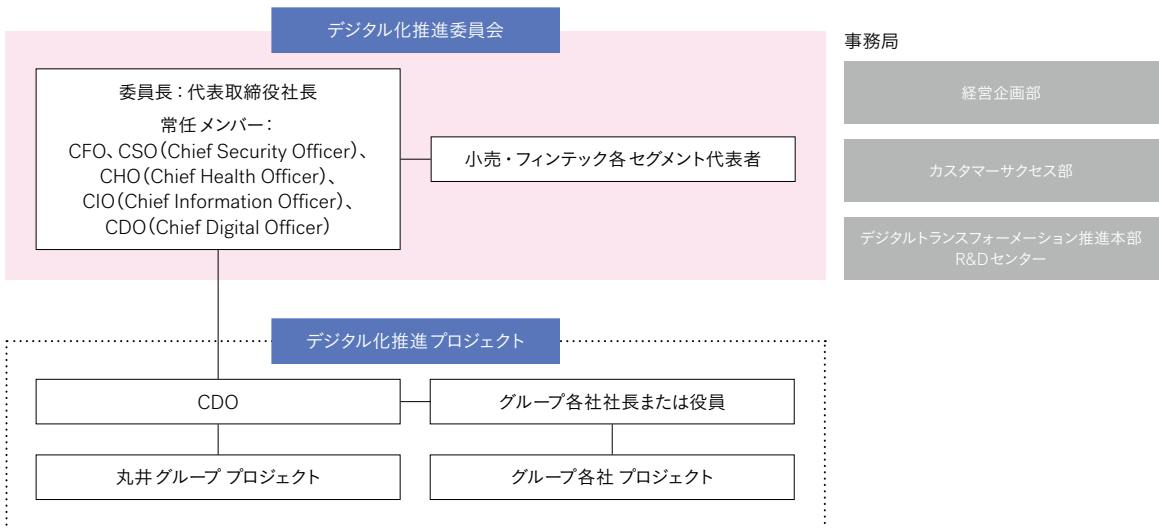 デジタル化推進委員会
委員長：代表取締役社長
常任メンバー：
CFO、CSO（Chief Security Officer）、
CHO（Chief Health Officer）、
CIO（Chief Information Officer）、
CDO（Chief Digital Officer）
小売・フィンテック各セグメント代表者
事務局
経営企画部
カスタマーサクセス部
デジタルトランスフォーメーション推進本部
R&Dセンター
デジタル化推進プロジェクト
CDO
グループ各社社長または役員
丸井グループ プロジェクト
グループ各社 プロジェクト